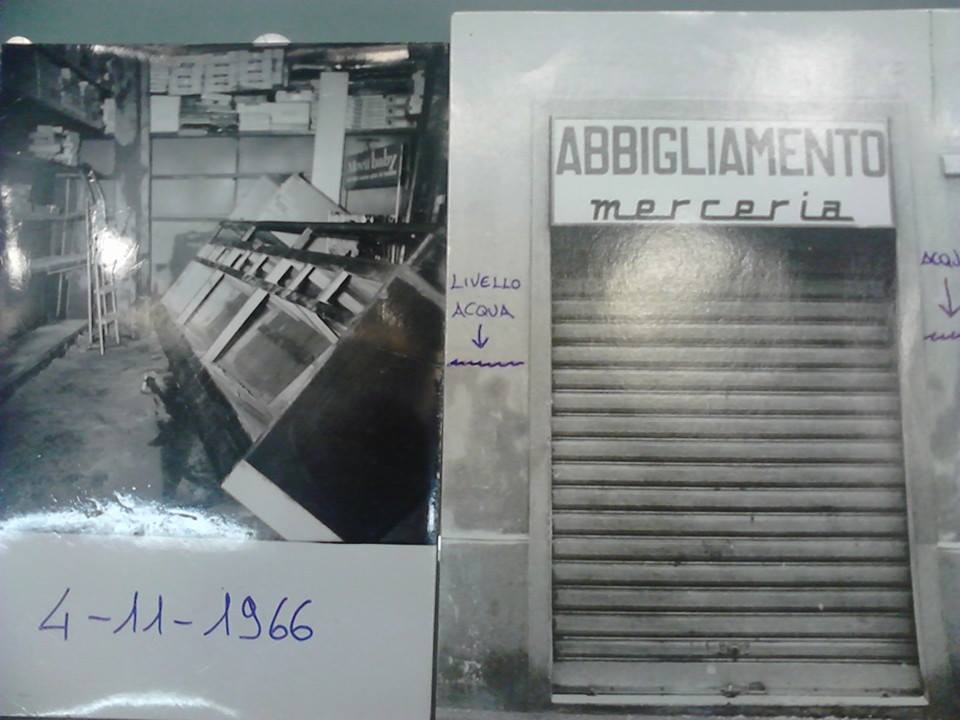 4-11-1966
ABBIGLIAMENTO
merceria
LIVELLO
ACQUA